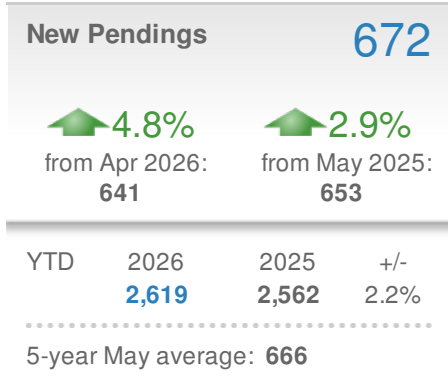 New Pendings 672
4.8% 2.9%
from Apr 2026: from May 2025:
641 653
YTD 2026 2025 +/-
2,619 2,562 2.2%
5-year May average: 666